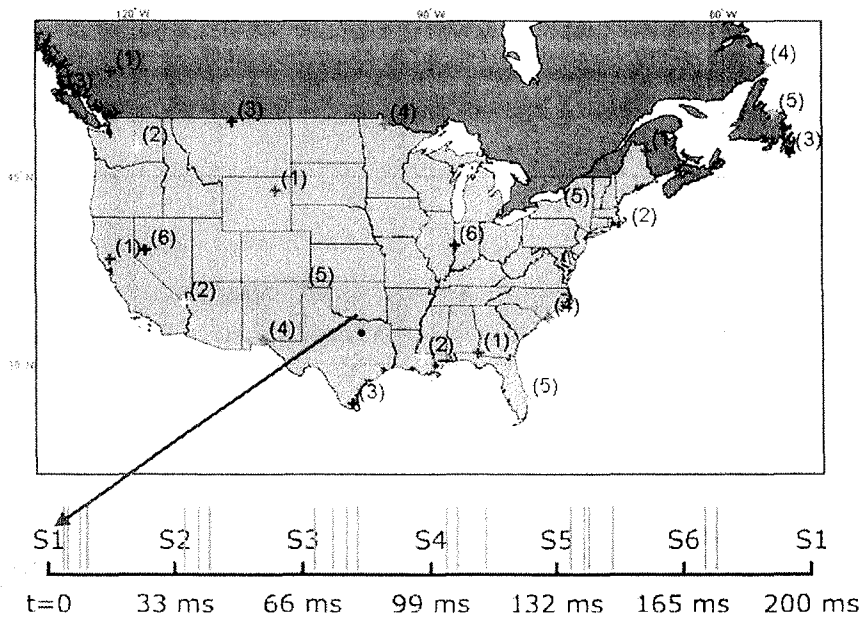 120°W 90°W 60°W
(1) (4)
(3) (5)
(3) (4) (3)
(2)
45°N (1) (5)
(2)
(1) (6) (6)
(2) (5)
(4) (4)
30°N (2) (1)
(3) (5)
S1 S2 S3 S4 S5 S6 S1
t=0 33 ms 66 ms 99 ms 132 ms 165 ms 200 ms